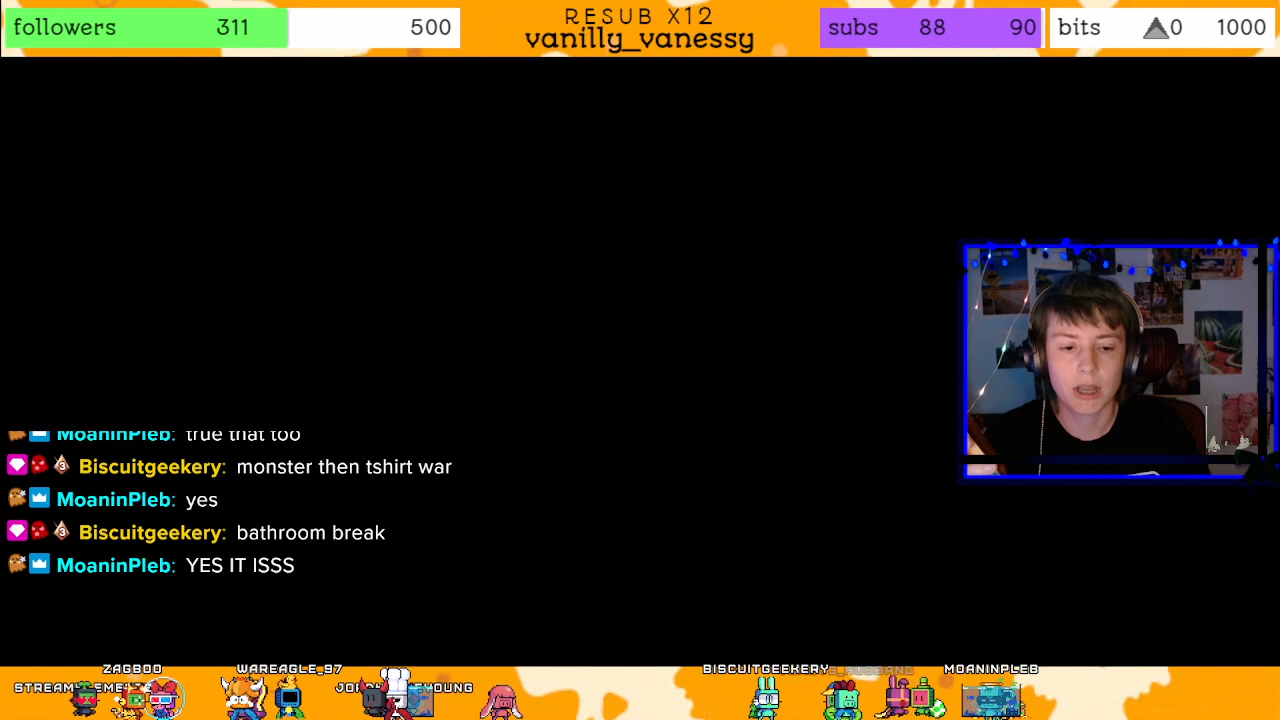 followers 311 500
RESUB X12
vanilly_vanessy
subs 88 90
bits 0 1000
MoaninPleb: true that too
Biscuitgeekery: monster then tshirt war
MoaninPleb: yes
Biscuitgeekery: bathroom break
MoaninPleb: YES IT ISSS
ZAGBOO
WAREAGLE_97
BISCUITGEEKERY
MOANINPLEB